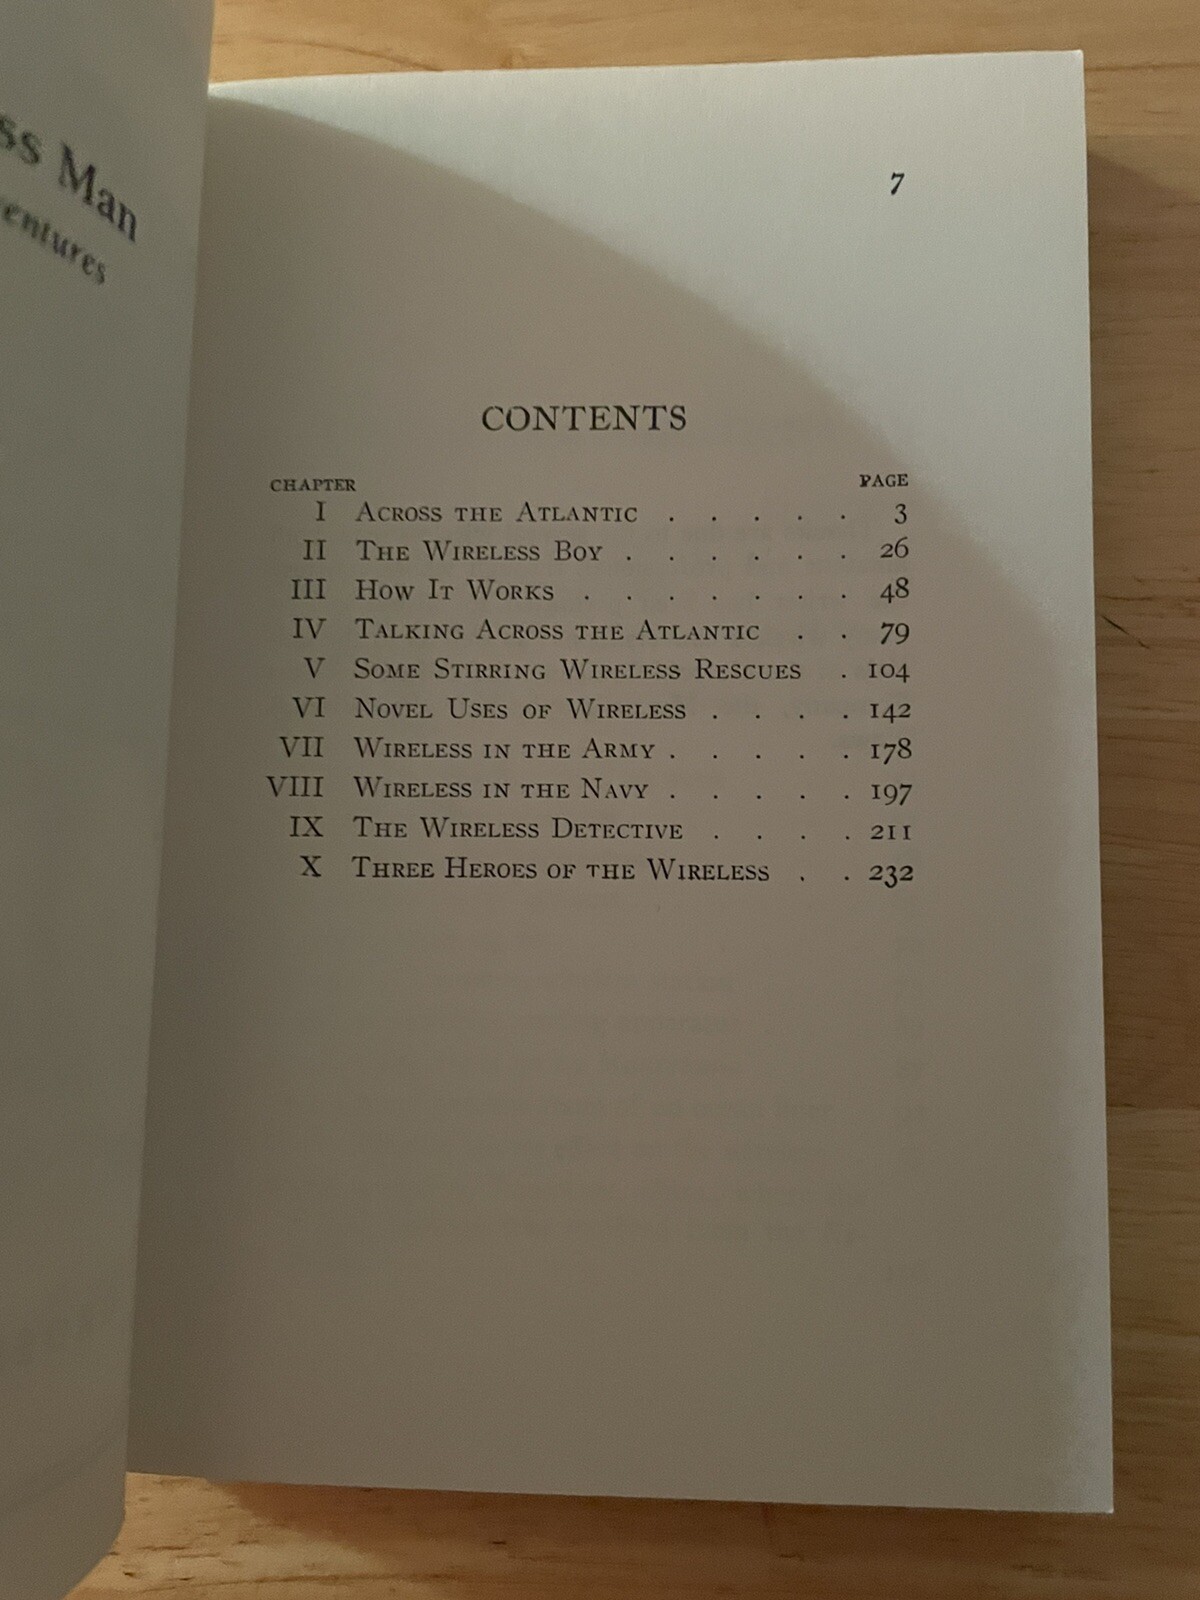 ss Man
entures
7
CONTENTS
CHAPTER PAGE
I ACROSS THE ATLANTIC . . . . . 3
II THE WIRELESS BOY . . . . . . 26
III HOW IT WORKS . . . . . . . 48
IV TALKING ACROSS THE ATLANTIC . . 79
V SOME STIRRING WIRELESS RESCUES . 104
VI NOVEL USES OF WIRELESS . . . . 142
VII WIRELESS IN THE ARMY . . . . . 178
VIII WIRELESS IN THE NAVY . . . . . 197
IX THE WIRELESS DETECTIVE . . . . 211
X THREE HEROES OF THE WIRELESS . . 232